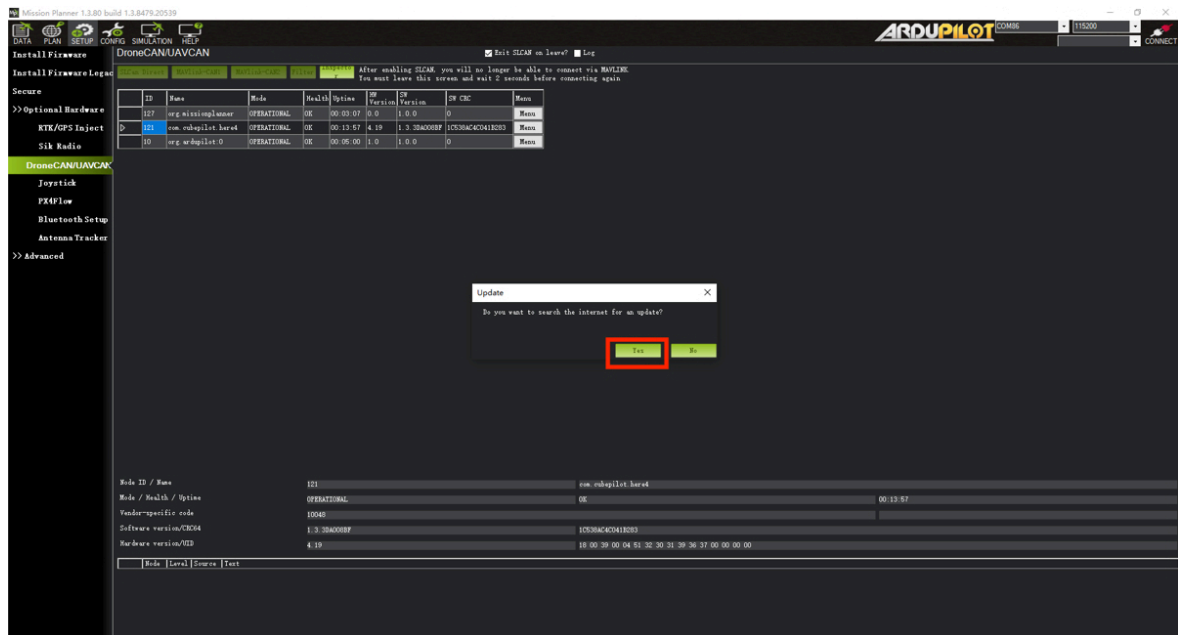 Mission Planner 1.3.80 build 1.3.8479.20539
DATA PLAN SETUP CONFIG SIMULATION HELP
ARDUPILOT
COM86 115200
CONNECT
Install Firmware
DroneCAN/UAVCAN
Exit SLCAN on leave? Log
Install Firmware Legac
SLCan Direct MAVlink-CAN1 MAVlink-CAN2 Filter
After enabling SLCAN, you will no longer be able to connect via MAVLINK.
You must leave this screen and wait 2 seconds before connecting again
Secure
>> Optional Hardware
RTK/GPS Inject
Sik Radio
DroneCAN/UAVCAN
Joystick
PX4Flow
Bluetooth Setup
Antenna Tracker
>> Advanced
ID Name Mode Health Uptime HW Version SW Version SW CRC Menu
127 org.missionplanner OPERATIONAL OK 00:03:07 0.0 1.0.0 0 Menu
121 com.cubepilot.here4 OPERATIONAL OK 00:13:57 4.19 1.3.3DA008BF 1C538AC4C041B283 Menu
10 org.ardupilot:0 OPERATIONAL OK 00:05:00 1.0 1.0.0 0 Menu
Update
Do you want to search the internet for an update?
Yes No
Node ID / Name 121 com.cubepilot.here4
Mode / Health / Uptime OPERATIONAL OK 00:13:57
Vendor-specific code 10048
Software version/CRC64 1.3.3DA008BF 1C538AC4C041B283
Hardware version/UID 4.19 18 00 39 00 04 51 32 30 31 39 36 37 00 00 00 00
Node Level Source Text